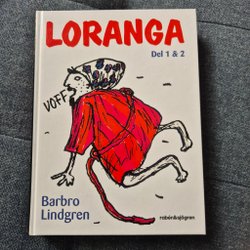 LORANGA
Del 1 & 2
VOFF
Barbro
Lindgren
rabén&sjögren